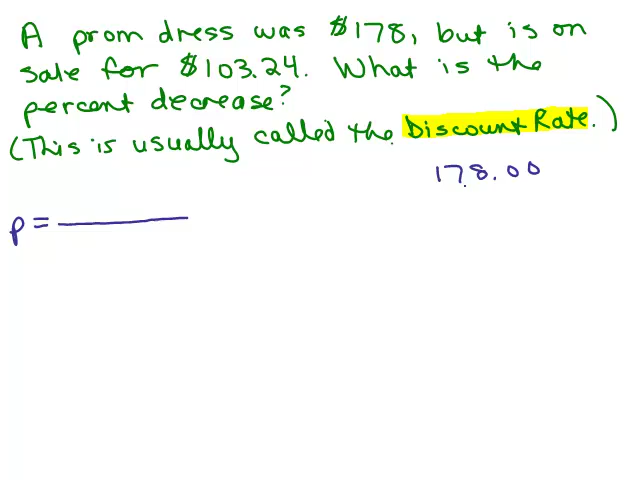 A prom dress was $178, but is on
sale for $103.24. What is the
percent decrease?
(This is usually called the Discount Rate.)
178.00
p =